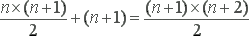 n×(n+1)/2 + (n+1) = (n+1)×(n+2)/2